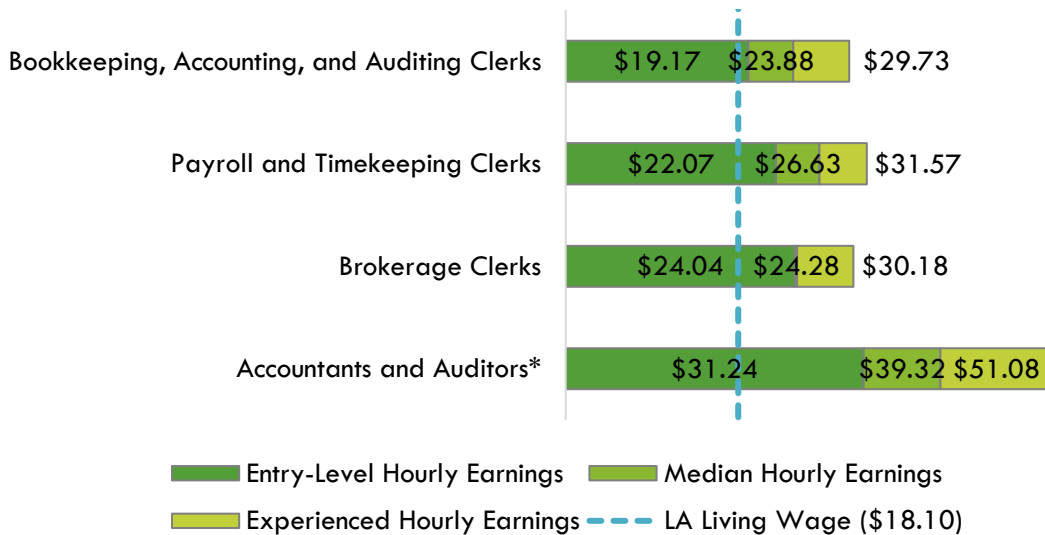 Bookkeeping, Accounting, and Auditing Clerks $19.17 $23.88 $29.73
Payroll and Timekeeping Clerks $22.07 $26.63 $31.57
Brokerage Clerks $24.04 $24.28 $30.18
Accountants and Auditors* $31.24 $39.32 $51.08
Entry-Level Hourly Earnings Median Hourly Earnings
Experienced Hourly Earnings LA Living Wage ($18.10)